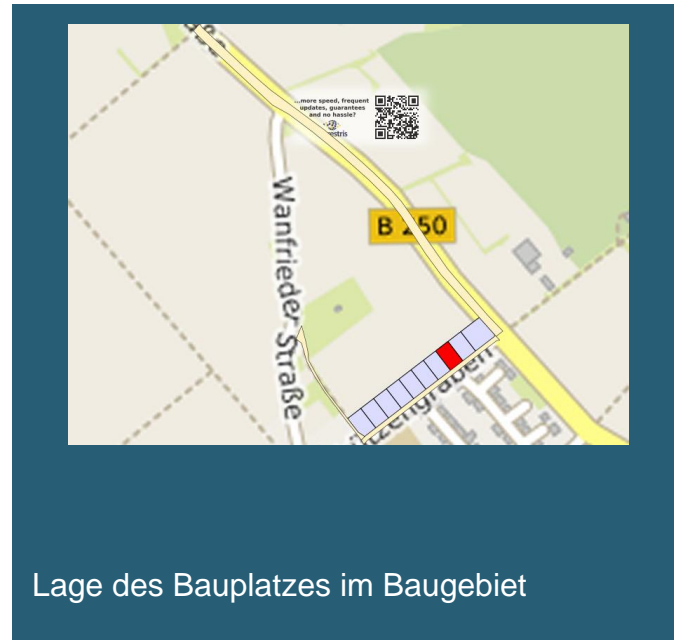 ...more speed, frequent
updates, guarantees
and no hassle?
B 250
Wanfrieder Straße
Lage des Bauplatzes im Baugebiet